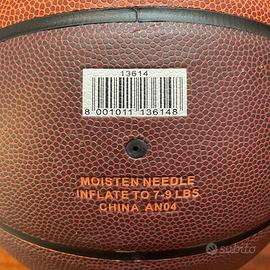 13614
8 001011 136148
MOISTEN NEEDLE
INFLATE TO 7-9 LBS
CHINA AN04
subito